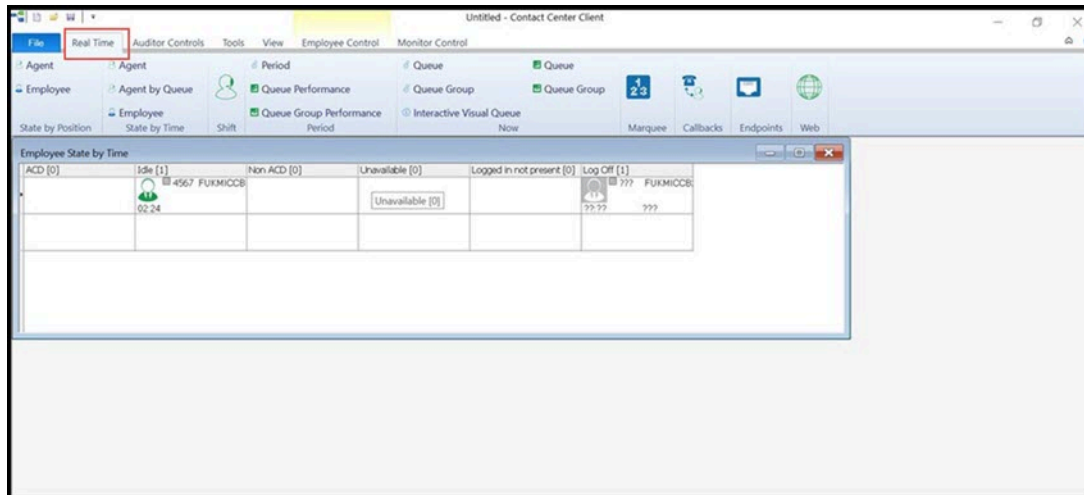 Untitled - Contact Center Client
File Real Time Auditor Controls Tools View Employee Control Monitor Control
Agent Agent Period Queue Queue
Employee Agent by Queue Queue Performance Queue Group Queue Group
Employee Queue Group Performance Interactive Visual Queue
State by Position State by Time Shift Period Now Marquee Callbacks Endpoints Web
Employee State by Time
ACD [0] Idle [1] Non ACD [0] Unavailable [0] Logged in not present [0] Log Off [1]
4567 FUKMICCB ??? FUKMICCB
Unavailable [0]
02:24 ??:?? ???